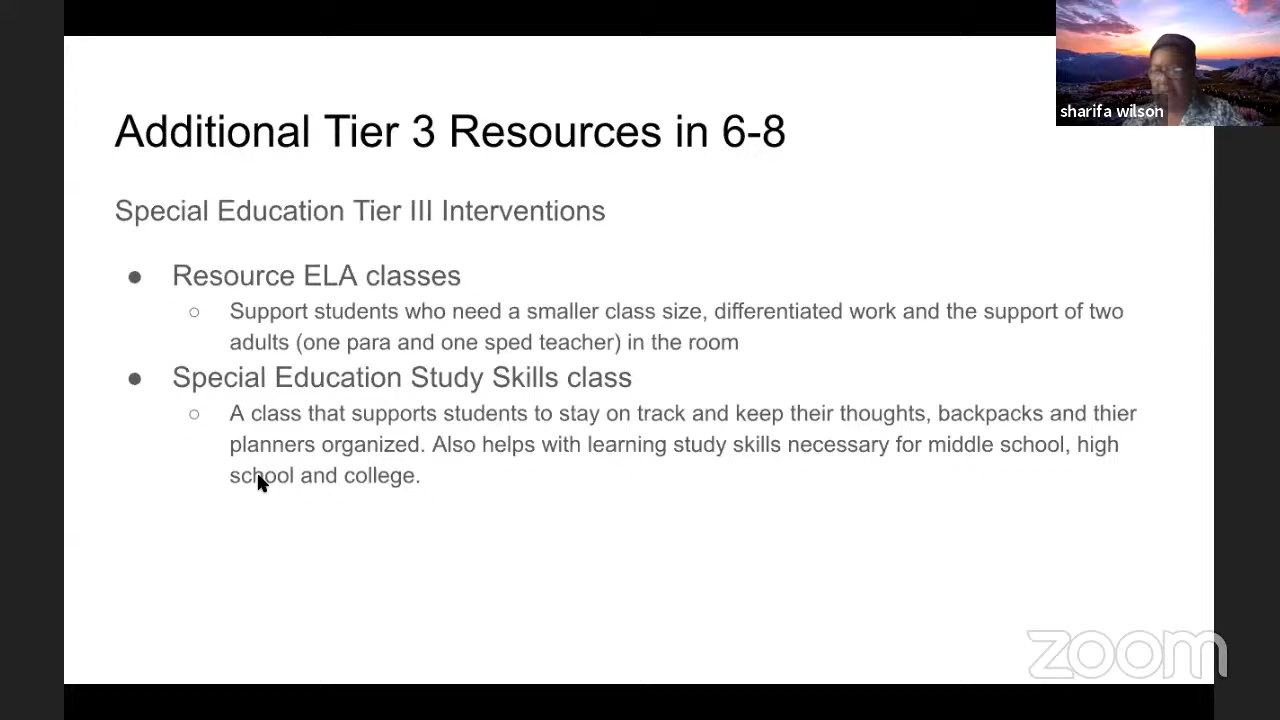 sharifa wilson
Additional Tier 3 Resources in 6-8
Special Education Tier III Interventions
● Resource ELA classes
○ Support students who need a smaller class size, differentiated work and the support of two
adults (one para and one sped teacher) in the room
● Special Education Study Skills class
○ A class that supports students to stay on track and keep their thoughts, backpacks and thier
planners organized. Also helps with learning study skills necessary for middle school, high
school and college.
zoom